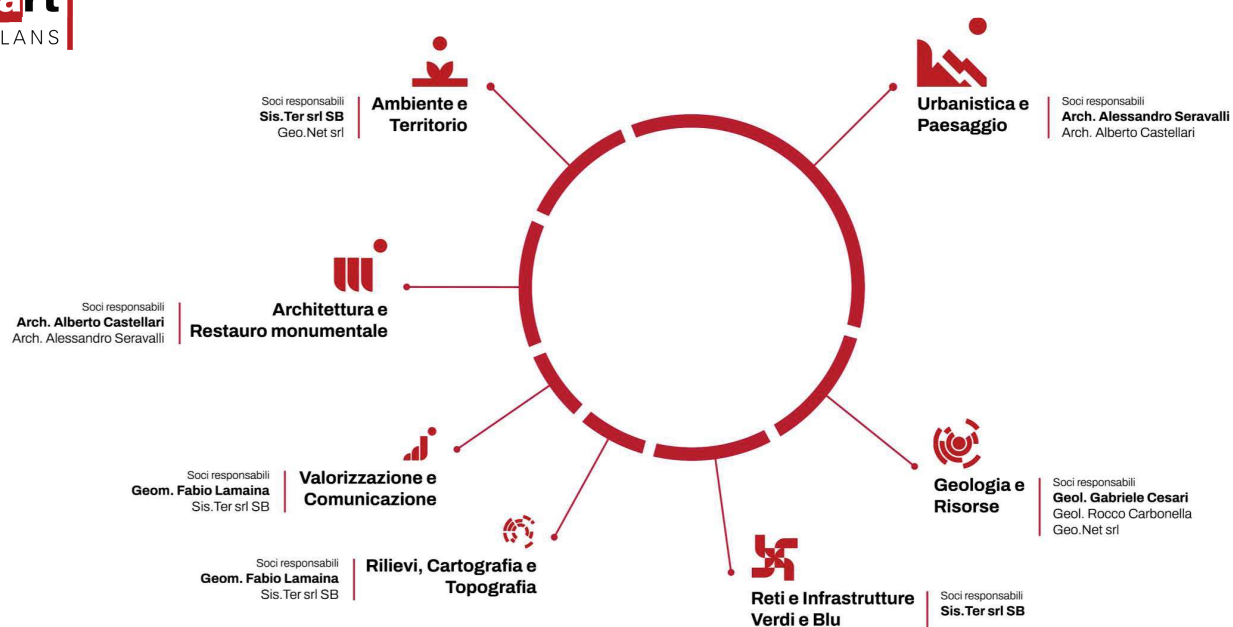 art
LANS
Soci responsabili
Sis.Ter srl SB
Geo.Net srl
Ambiente e
Territorio
Urbanistica e
Paesaggio
Soci responsabili
Arch. Alessandro Seravalli
Arch. Alberto Castellari
Soci responsabili
Arch. Alberto Castellari
Arch. Alessandro Seravalli
Architettura e
Restauro monumentale
Soci responsabili
Geom. Fabio Lamaina
Sis.Ter srl SB
Valorizzazione e
Comunicazione
Geologia e
Risorse
Soci responsabili
Geol. Gabriele Cesari
Geol. Rocco Carbonella
Geo.Net srl
Soci responsabili
Geom. Fabio Lamaina
Sis.Ter srl SB
Rilievi, Cartografia e
Topografia
Reti e Infrastrutture
Verdi e Blu
Soci responsabili
Sis.Ter srl SB